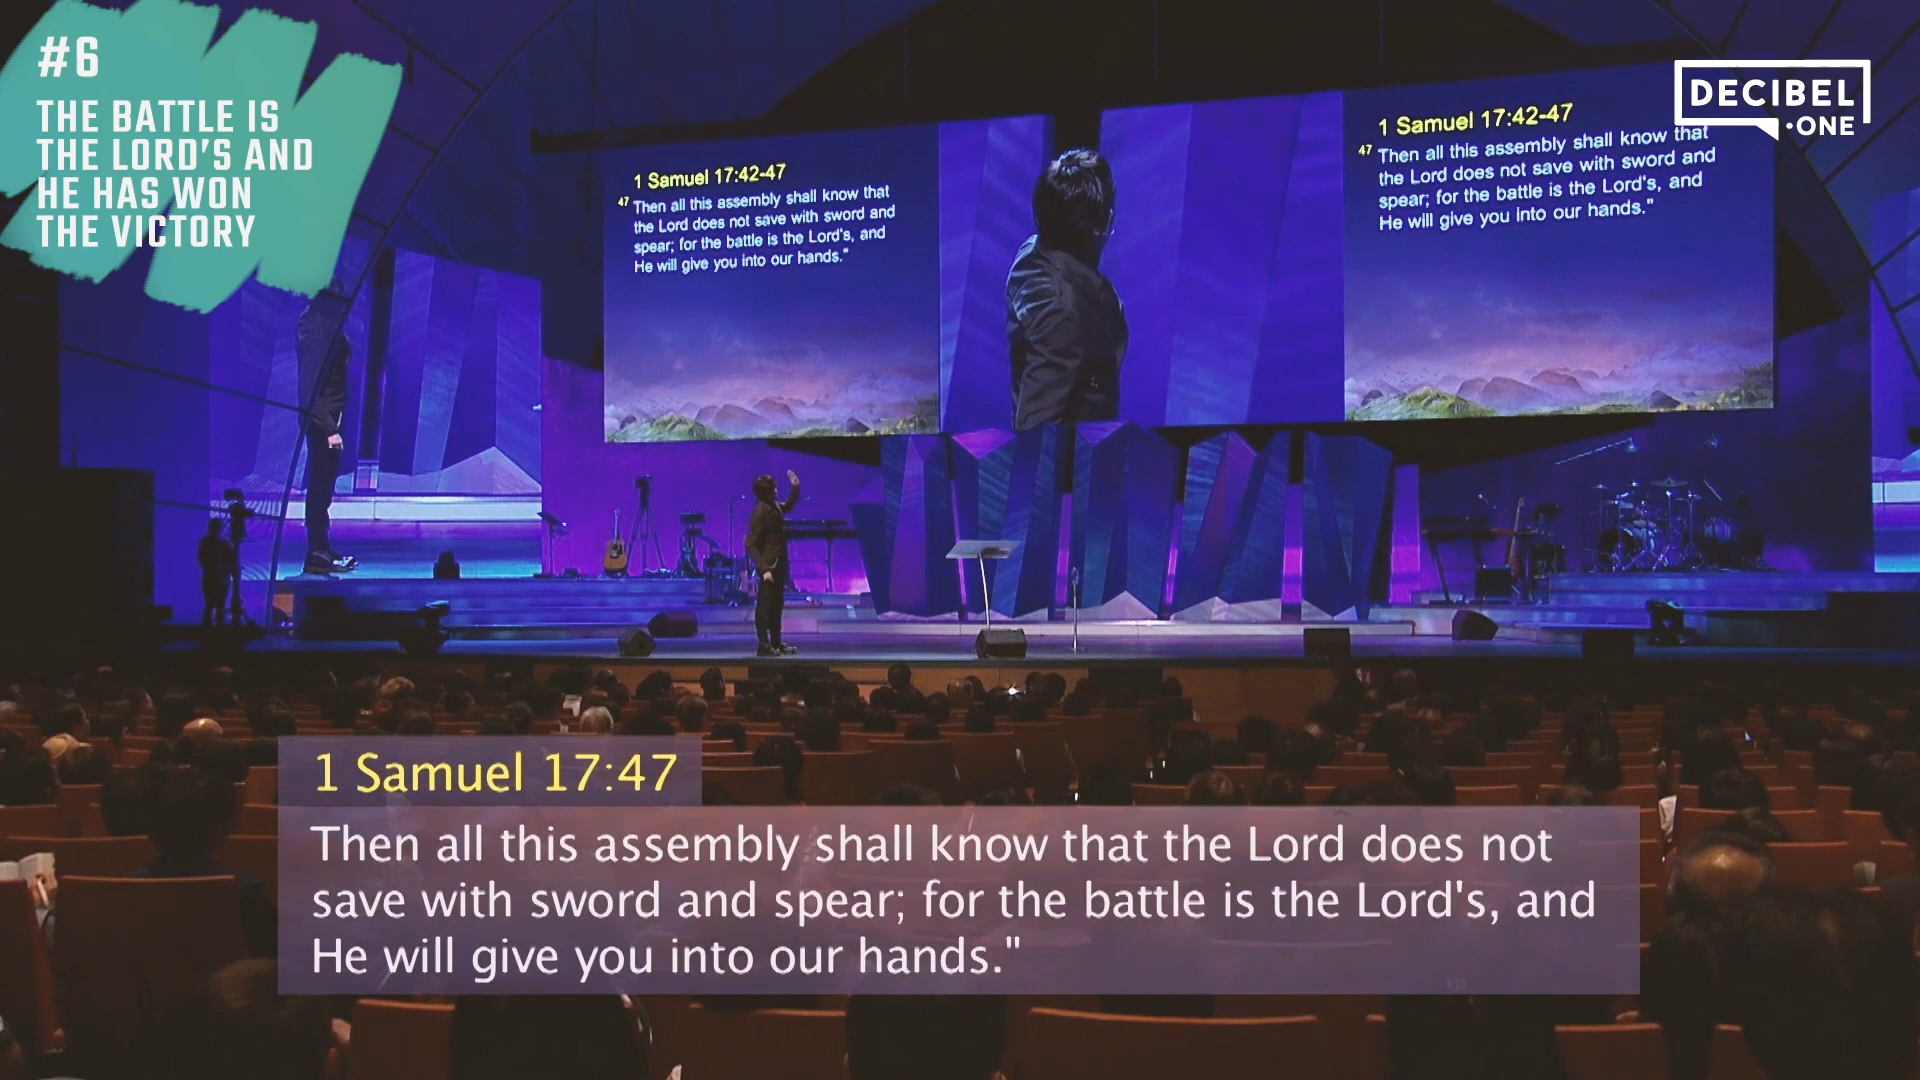 #6
THE BATTLE IS
THE LORD'S AND
HE HAS WON
THE VICTORY
DECIBEL
•ONE
1 Samuel 17:42-47
47 Then all this assembly shall know that
the Lord does not save with sword and
spear; for the battle is the Lord's, and
He will give you into our hands."
1 Samuel 17:42-47
47 Then all this assembly shall know that
the Lord does not save with sword and
spear; for the battle is the Lord's, and
He will give you into our hands."
1 Samuel 17:47
Then all this assembly shall know that the Lord does not
save with sword and spear; for the battle is the Lord's, and
He will give you into our hands."